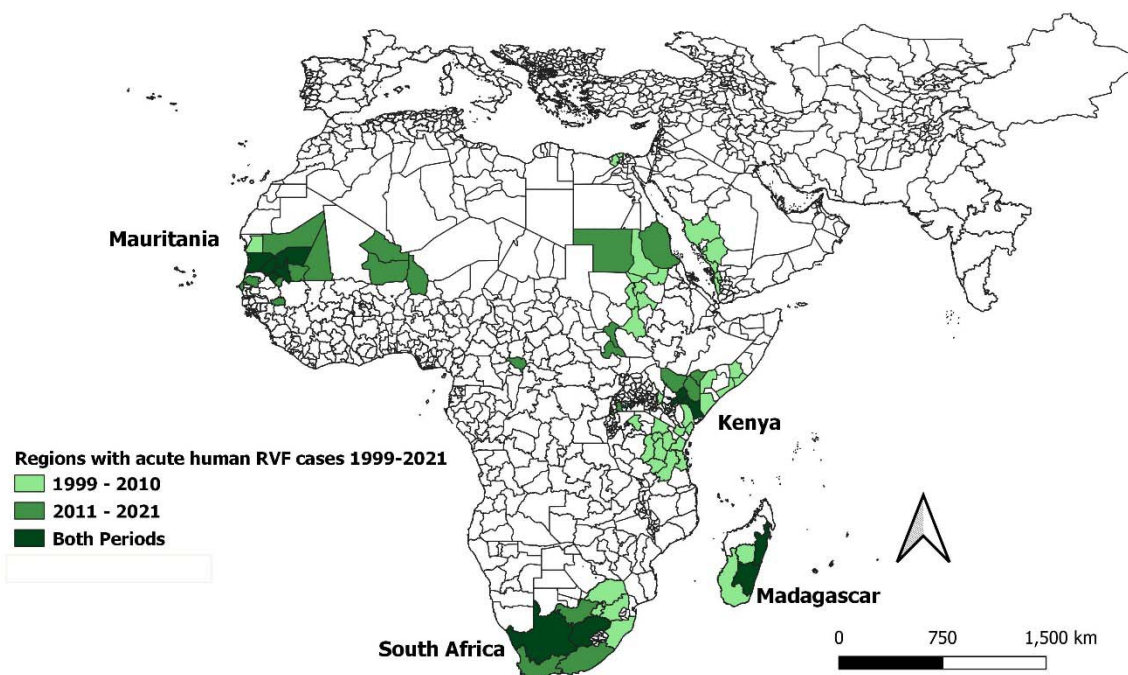 Mauritania
Kenya
Regions with acute human RVF cases 1999-2021
1999 - 2010
2011 - 2021
Both Periods
Madagascar
South Africa
0 750 1,500 km